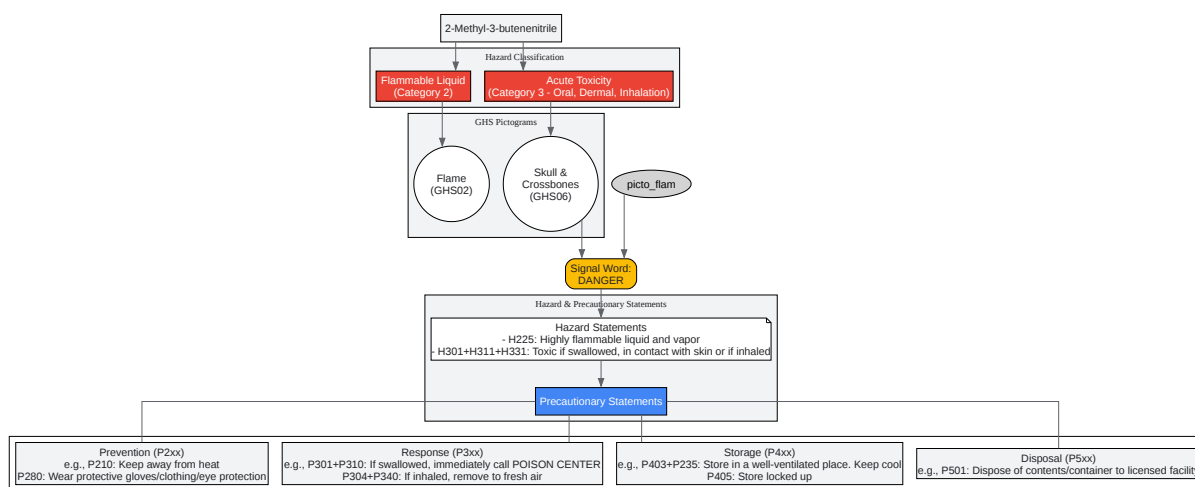 2-Methyl-3-butenenitrile
Hazard Classification
Flammable Liquid
(Category 2)
Acute Toxicity
(Category 3 - Oral, Dermal, Inhalation)
GHS Pictograms
Flame
(GHS02)
Skull &
Crossbones
(GHS06)
picto_flam
Signal Word:
DANGER
Hazard & Precautionary Statements
Hazard Statements
- H225: Highly flammable liquid and vapor
- H301+H311+H331: Toxic if swallowed, in contact with skin or if inhaled
Precautionary Statements
Prevention (P2xx)
e.g., P210: Keep away from heat
P280: Wear protective gloves/clothing/eye protection
Response (P3xx)
e.g., P301+P310: If swallowed, immediately call POISON CENTER
P304+P340: If inhaled, remove to fresh air
Storage (P4xx)
e.g., P403+P235: Store in a well-ventilated place. Keep cool
P405: Store locked up
Disposal (P5xx)
e.g., P501: Dispose of contents/container to licensed facility